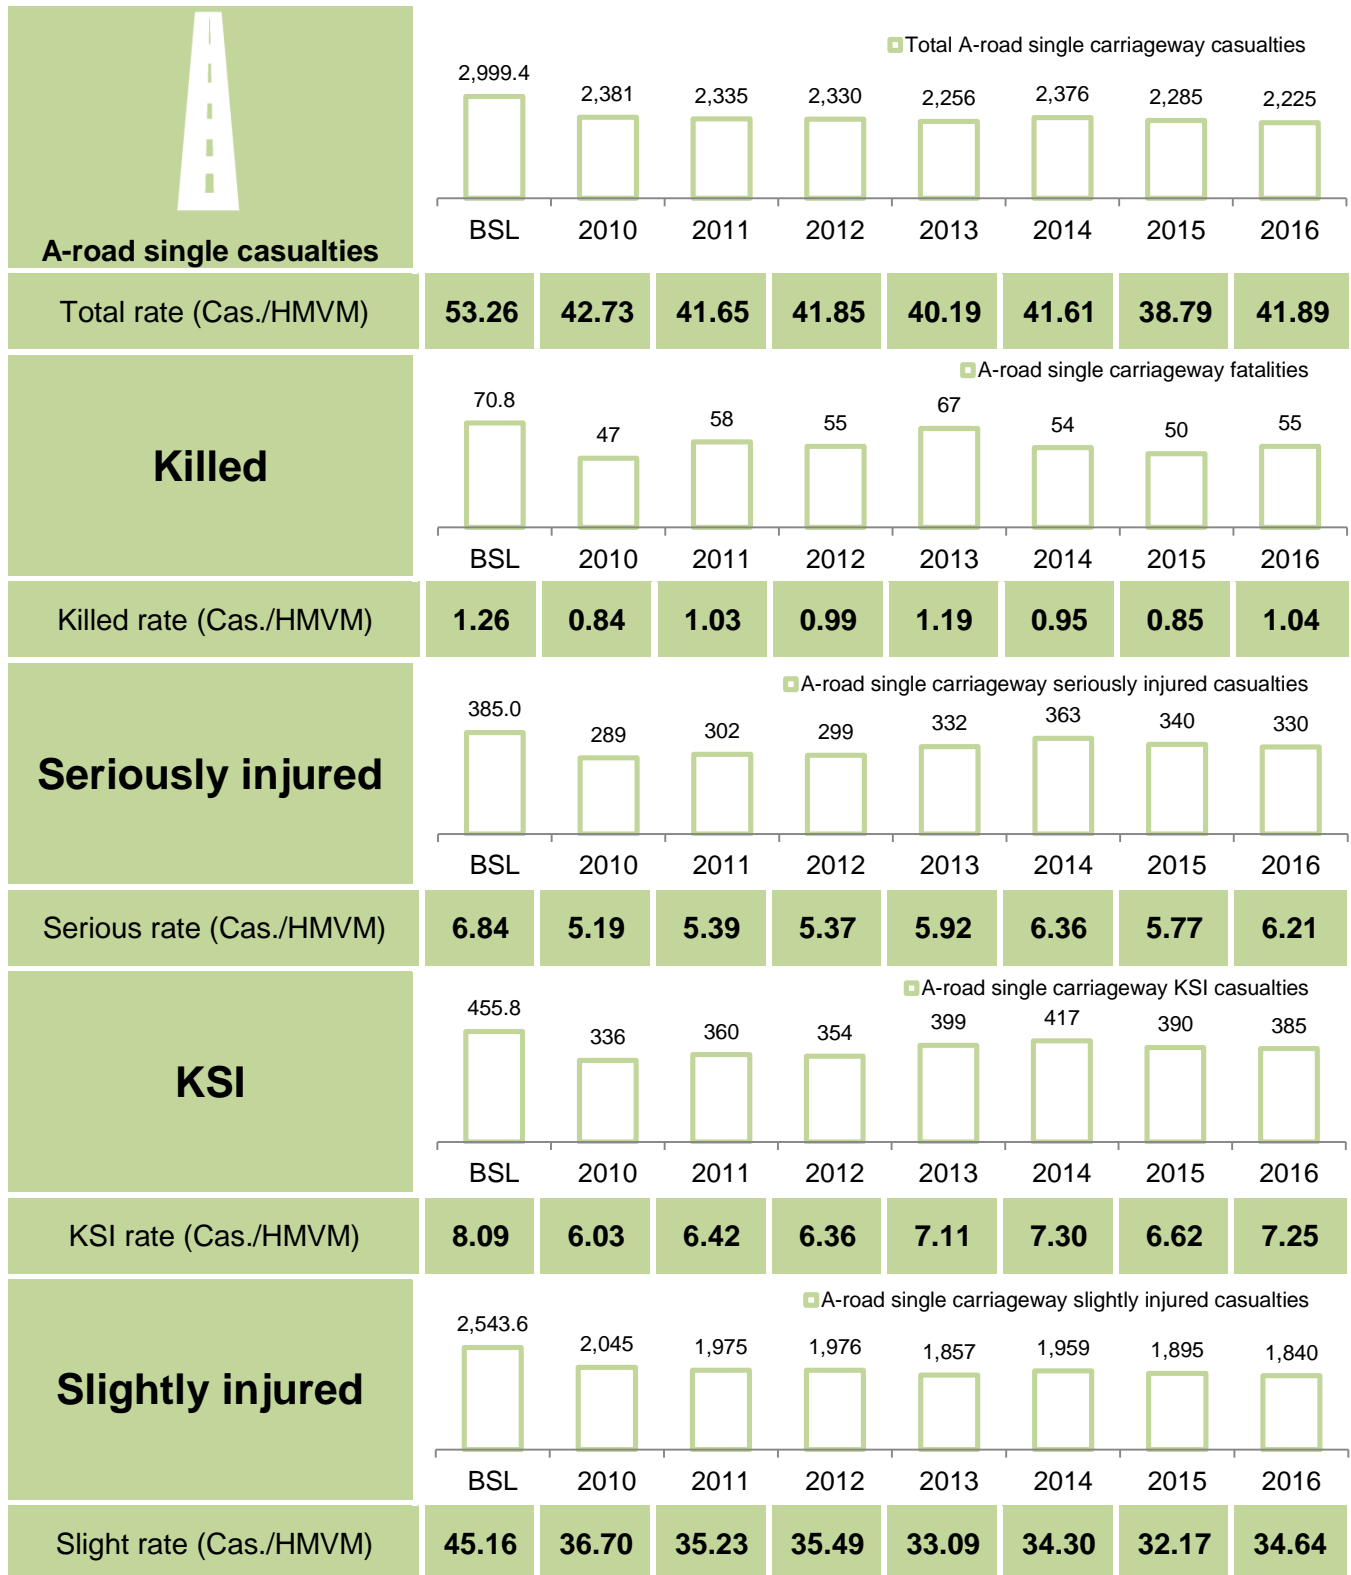 Total A-road single carriageway casualties
2,999.4 2,381 2,335 2,330 2,256 2,376 2,285 2,225
BSL 2010 2011 2012 2013 2014 2015 2016
A-road single casualties
Total rate (Cas./HMVM) 53.26 42.73 41.65 41.85 40.19 41.61 38.79 41.89
A-road single carriageway fatalities
70.8 47 58 55 67 54 50 55
Killed
BSL 2010 2011 2012 2013 2014 2015 2016
Killed rate (Cas./HMVM) 1.26 0.84 1.03 0.99 1.19 0.95 0.85 1.04
A-road single carriageway seriously injured casualties
385.0 289 302 299 332 363 340 330
Seriously injured
BSL 2010 2011 2012 2013 2014 2015 2016
Serious rate (Cas./HMVM) 6.84 5.19 5.39 5.37 5.92 6.36 5.77 6.21
A-road single carriageway KSI casualties
455.8 336 360 354 399 417 390 385
KSI
BSL 2010 2011 2012 2013 2014 2015 2016
KSI rate (Cas./HMVM) 8.09 6.03 6.42 6.36 7.11 7.30 6.62 7.25
A-road single carriageway slightly injured casualties
2,543.6 2,045 1,975 1,976 1,857 1,959 1,895 1,840
Slightly injured
BSL 2010 2011 2012 2013 2014 2015 2016
Slight rate (Cas./HMVM) 45.16 36.70 35.23 35.49 33.09 34.30 32.17 34.64